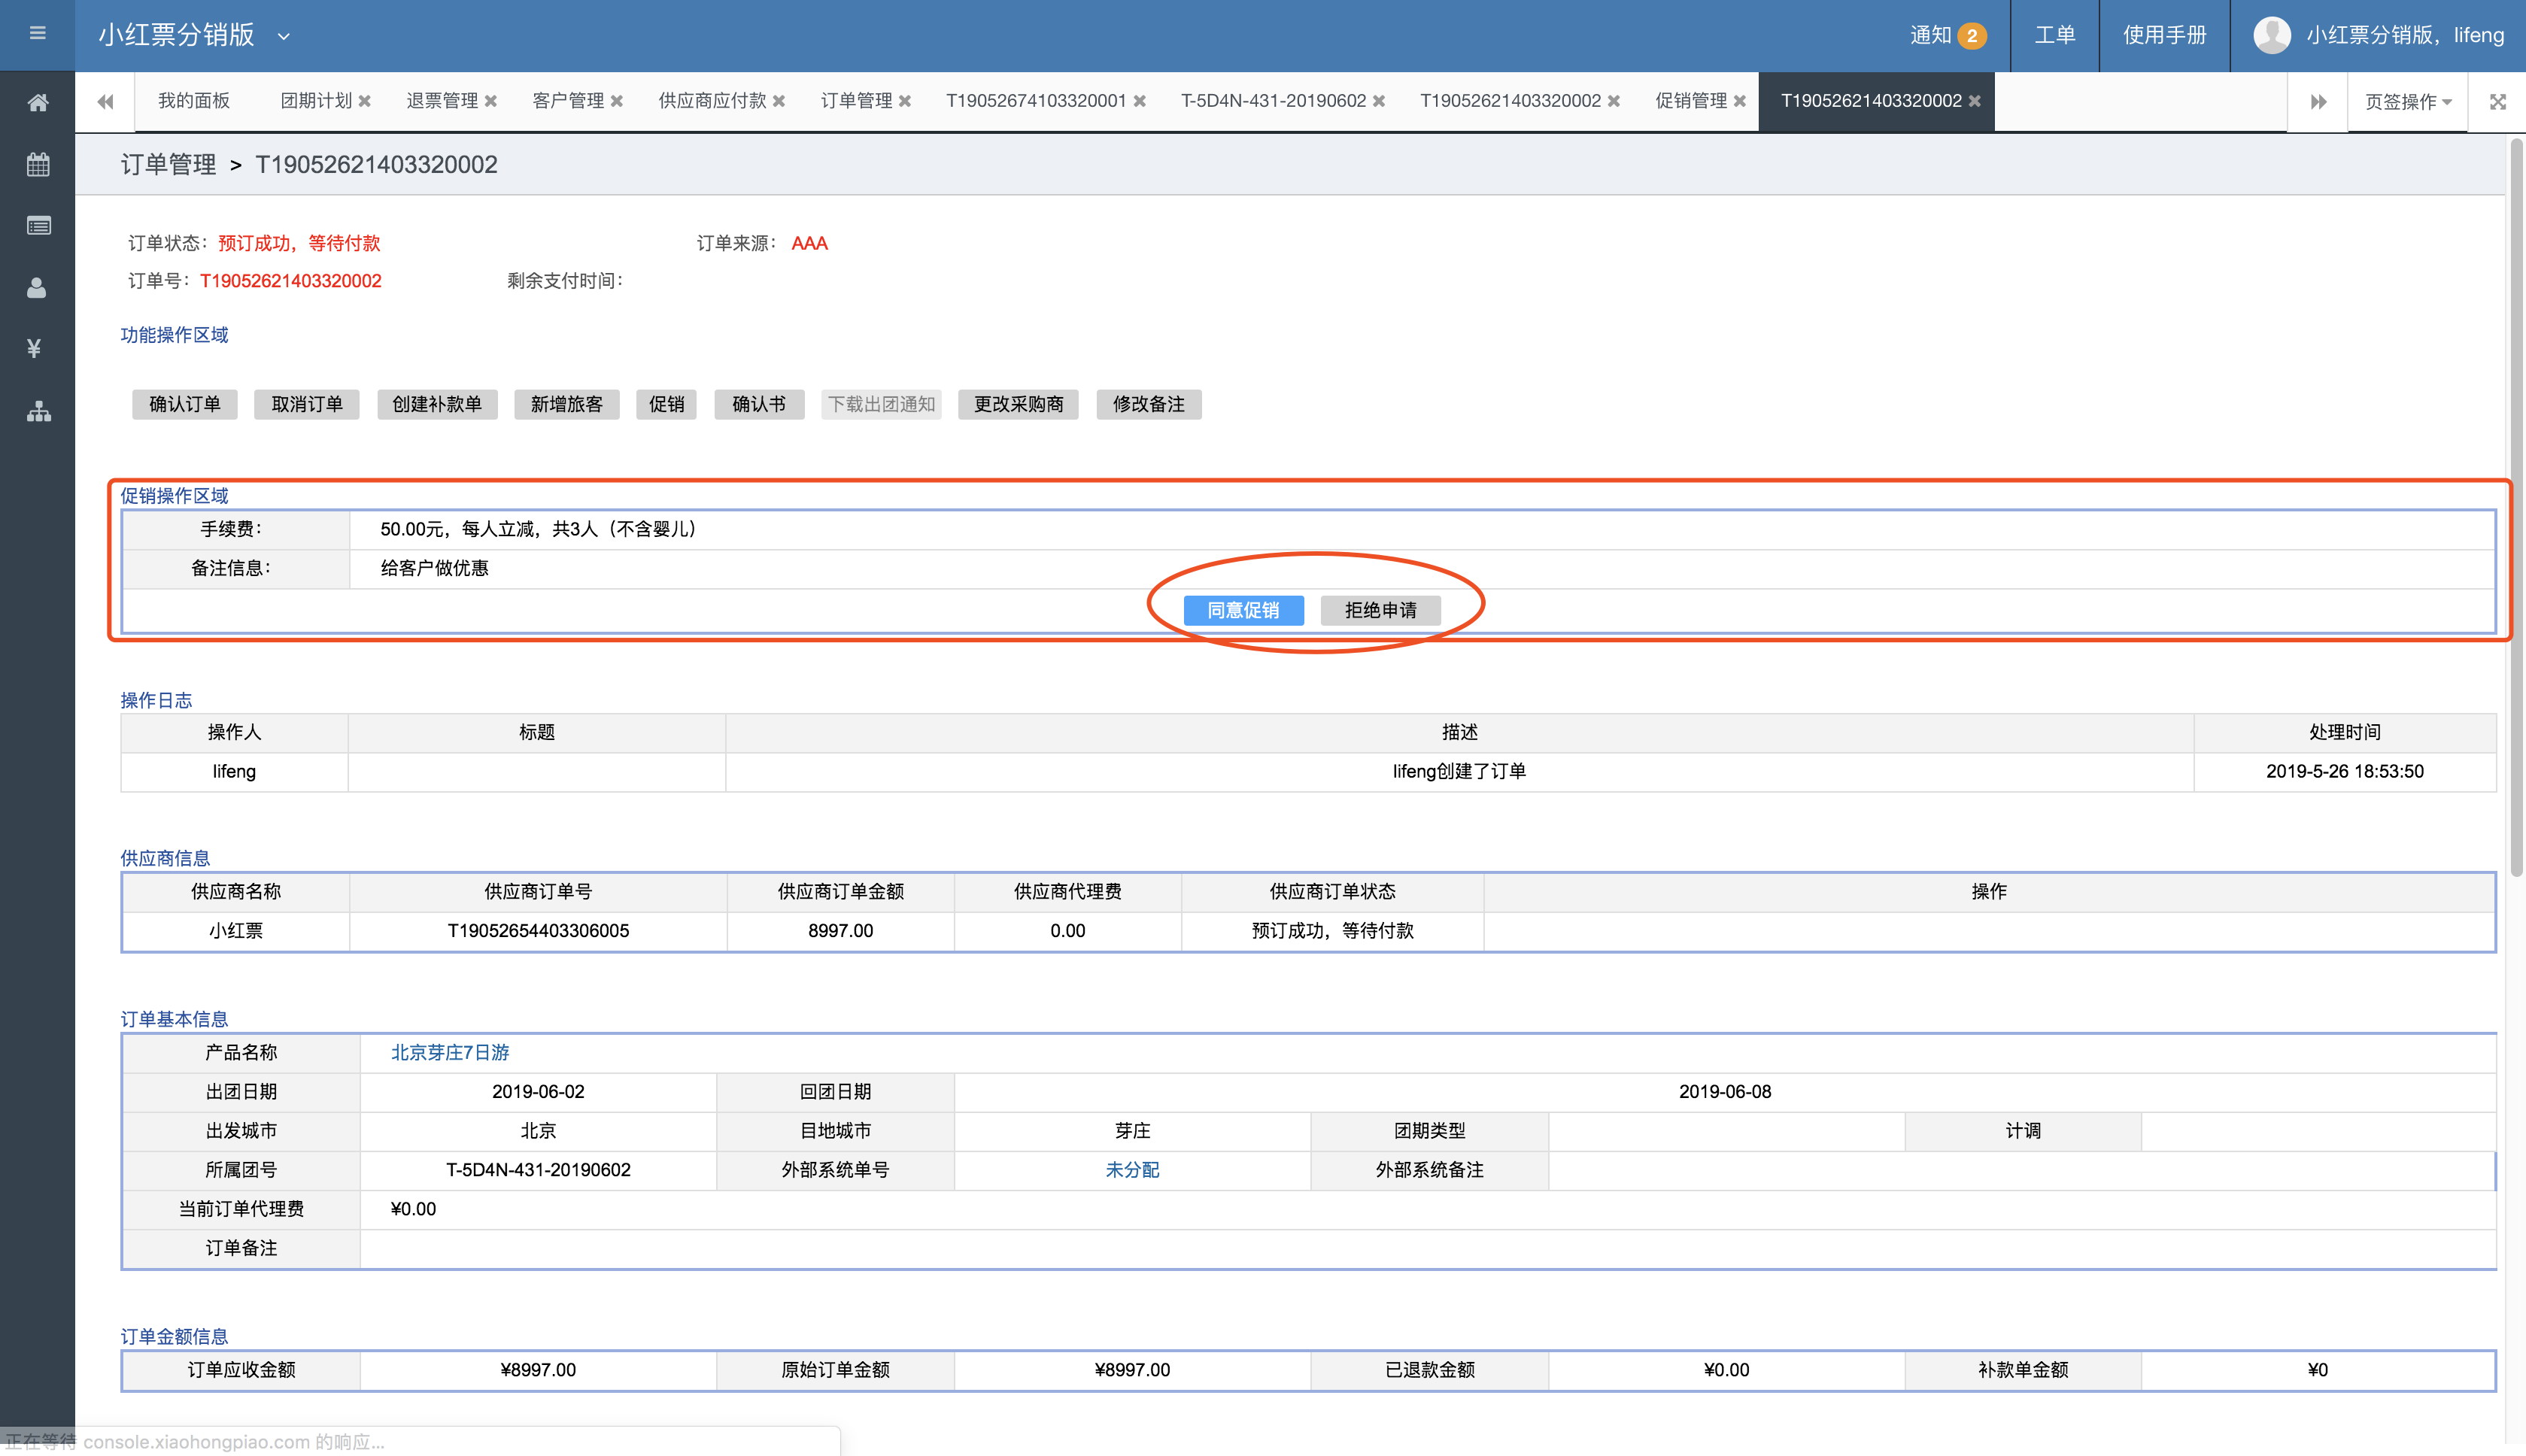 小红票分销版
通知 2
工单
使用手册
小红票分销版，lifeng
我的面板
团期计划
退票管理
客户管理
供应商应付款
订单管理
T19052674103320001
T-5D4N-431-20190602
T19052621403320002
促销管理
T19052621403320002
页签操作
订单管理 > T19052621403320002
订单状态：预订成功，等待付款
订单来源： AAA
订单号：T19052621403320002
剩余支付时间：
功能操作区域
确认订单 取消订单 创建补款单 新增旅客 促销 确认书 下载出团通知 更改采购商 修改备注
促销操作区域
手续费： 50.00元，每人立减，共3人（不含婴儿）
备注信息： 给客户做优惠
同意促销 拒绝申请
操作日志
操作人 标题 描述 处理时间
lifeng lifeng创建了订单 2019-5-26 18:53:50
供应商信息
供应商名称 供应商订单号 供应商订单金额 供应商代理费 供应商订单状态 操作
小红票 T19052654403306005 8997.00 0.00 预订成功，等待付款
订单基本信息
产品名称 北京芽庄7日游
出团日期 2019-06-02 回团日期 2019-06-08
出发城市 北京 目地城市 芽庄 团期类型 计调
所属团号 T-5D4N-431-20190602 外部系统单号 未分配 外部系统备注
当前订单代理费 ¥0.00
订单备注
订单金额信息
订单应收金额 ¥8997.00 原始订单金额 ¥8997.00 已退款金额 ¥0.00 补款单金额 ¥0
正在等待 console.xiaohongpiao.com 的响应...